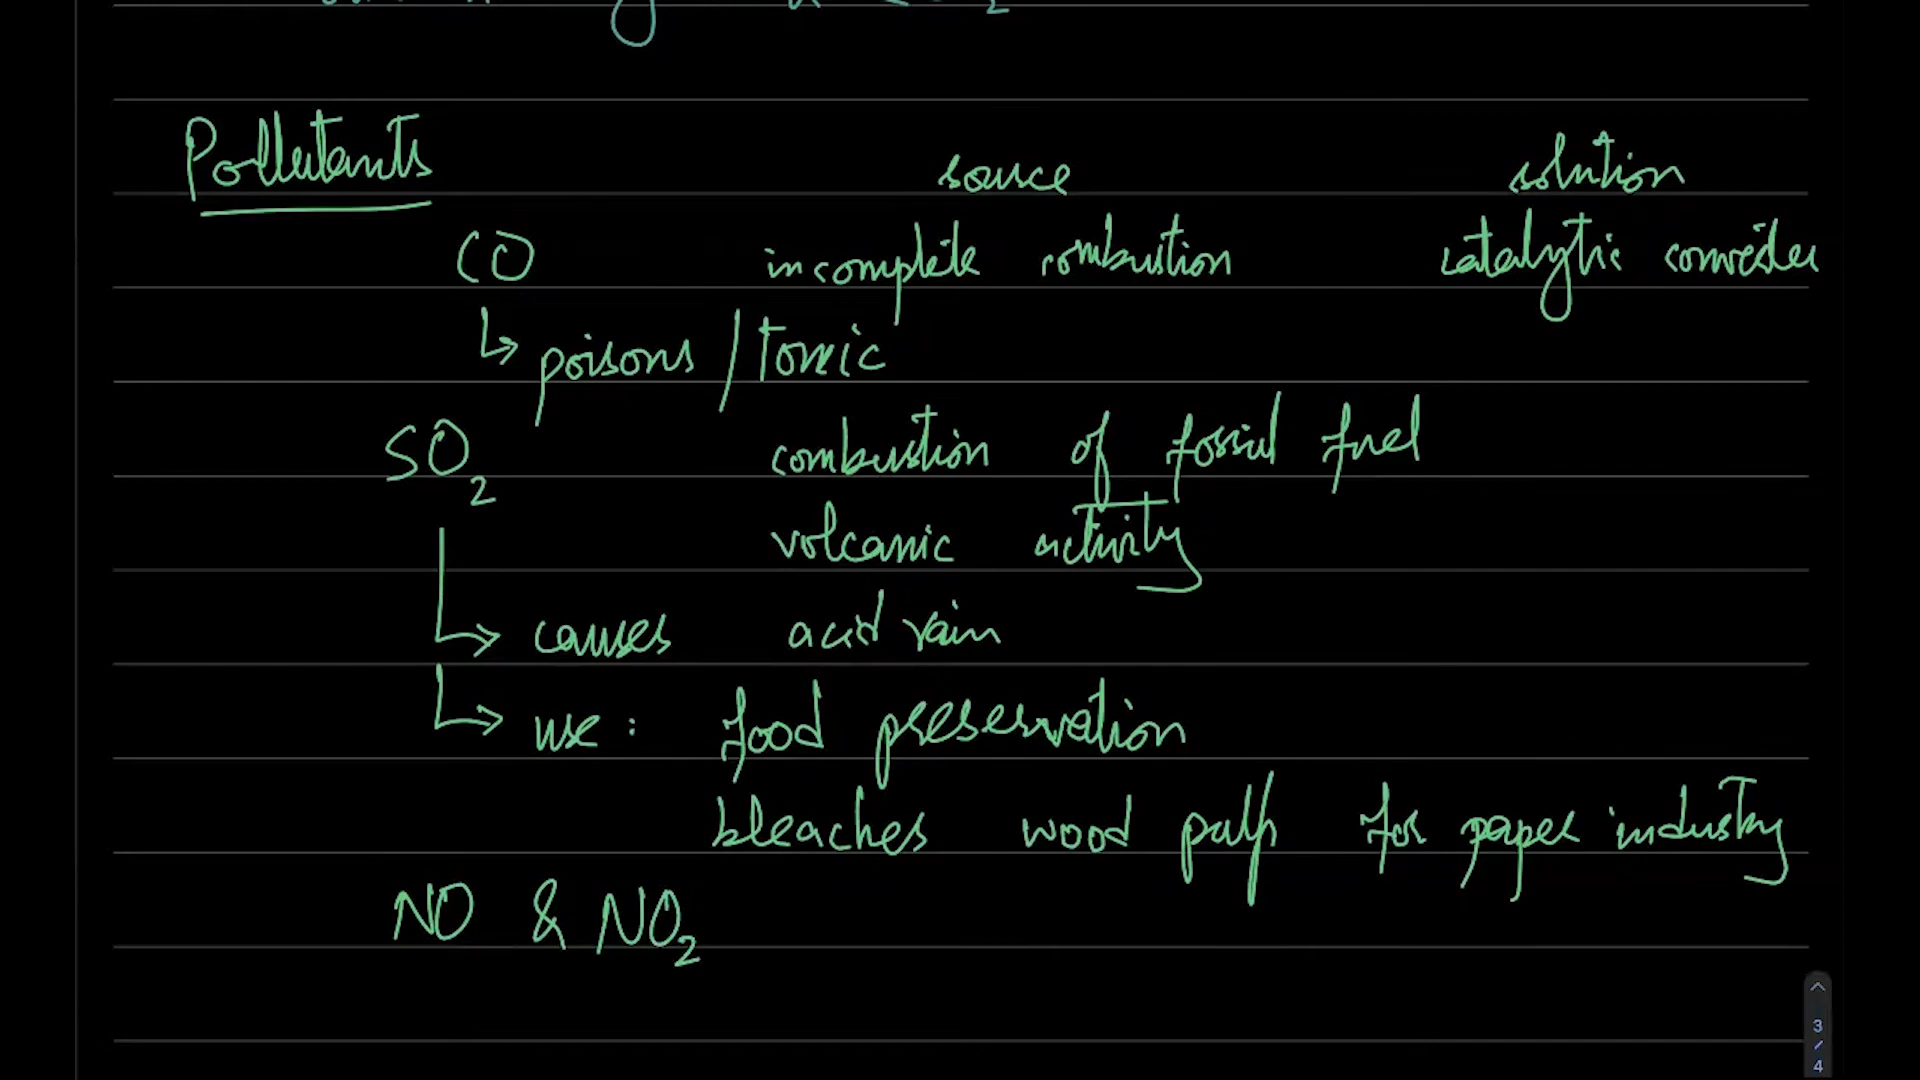 Pollutants source solution
CO incomplete combustion catalytic converter
↳ poisons / toxic
SO₂ combustion of fossil fuel
volcanic activity
↳ causes acid rain
↳ use : food preservation
bleaches wood pulp for paper industry
NO & NO₂
3
/
4